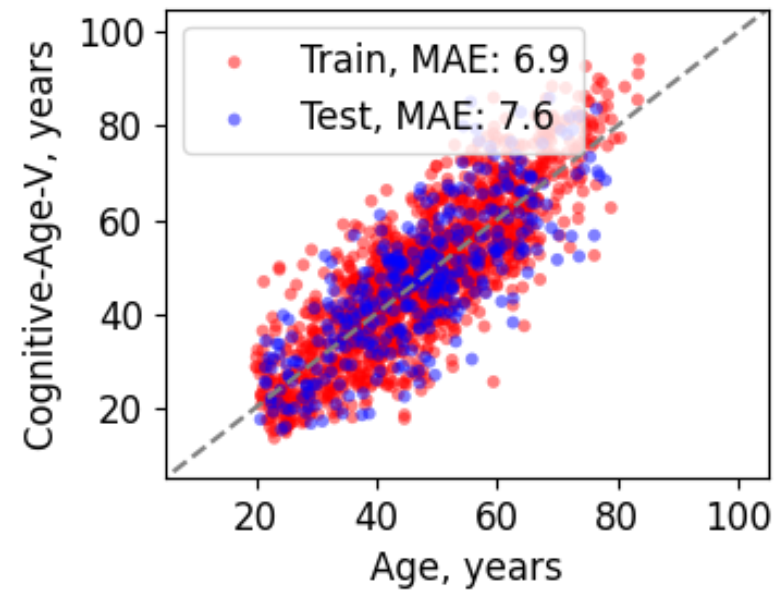 Train, MAE: 6.9
Test, MAE: 7.6
Cognitive-Age-V, years
100
80
60
40
20
20 40 60 80 100
Age, years